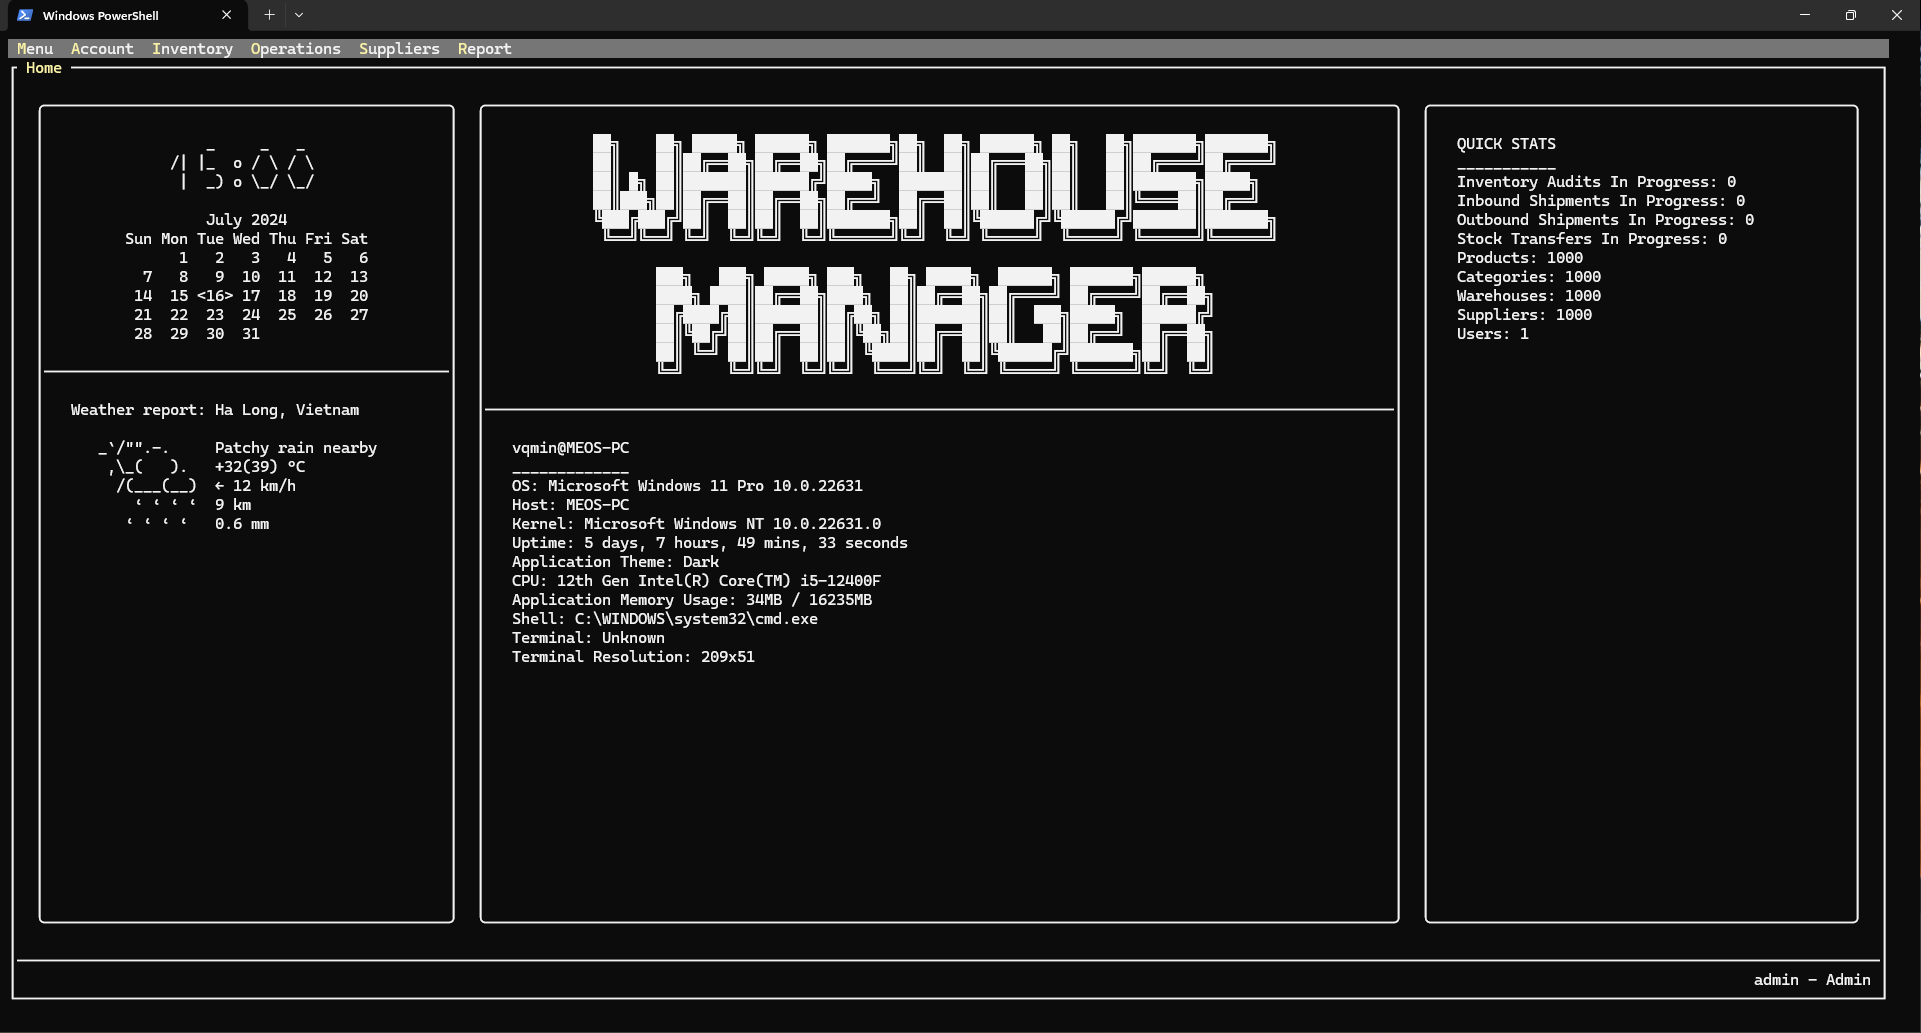 Windows PowerShell
Menu Account Inventory Operations Suppliers Report
Home
15:00
July 2024
Sun Mon Tue Wed Thu Fri Sat
1 2 3 4 5 6
7 8 9 10 11 12 13
14 15 <16> 17 18 19 20
21 22 23 24 25 26 27
28 29 30 31
Weather report: Ha Long, Vietnam
Patchy rain nearby
+32(39) °C
← 12 km/h
9 km
0.6 mm
WAREHOUSE
MANAGER
vqmin@MEOS-PC
_____________
OS: Microsoft Windows 11 Pro 10.0.22631
Host: MEOS-PC
Kernel: Microsoft Windows NT 10.0.22631.0
Uptime: 5 days, 7 hours, 49 mins, 33 seconds
Application Theme: Dark
CPU: 12th Gen Intel(R) Core(TM) i5-12400F
Application Memory Usage: 34MB / 16235MB
Shell: C:\WINDOWS\system32\cmd.exe
Terminal: Unknown
Terminal Resolution: 209x51
QUICK STATS
___________
Inventory Audits In Progress: 0
Inbound Shipments In Progress: 0
Outbound Shipments In Progress: 0
Stock Transfers In Progress: 0
Products: 1000
Categories: 1000
Warehouses: 1000
Suppliers: 1000
Users: 1
admin - Admin